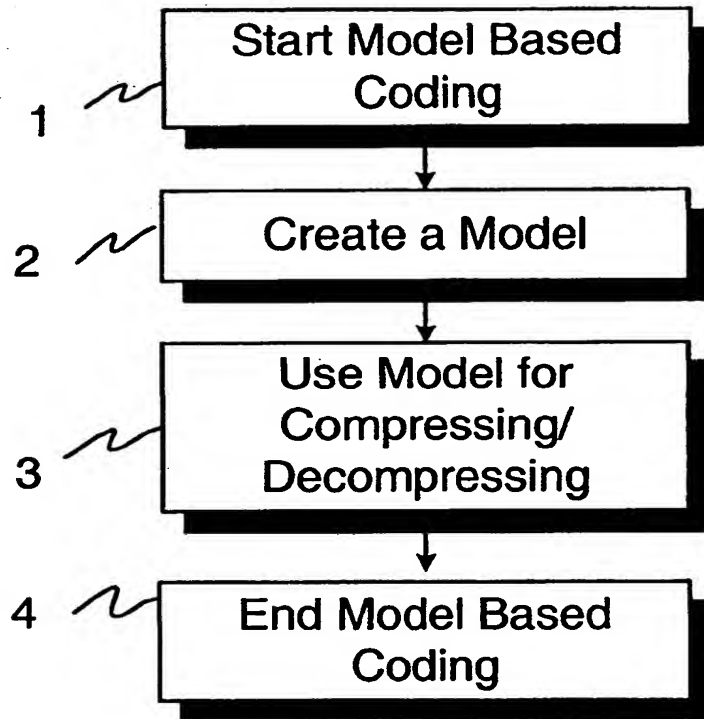 Start Model Based
Coding
1
Create a Model
2
Use Model for
Compressing/
Decompressing
3
4
End Model Based
Coding